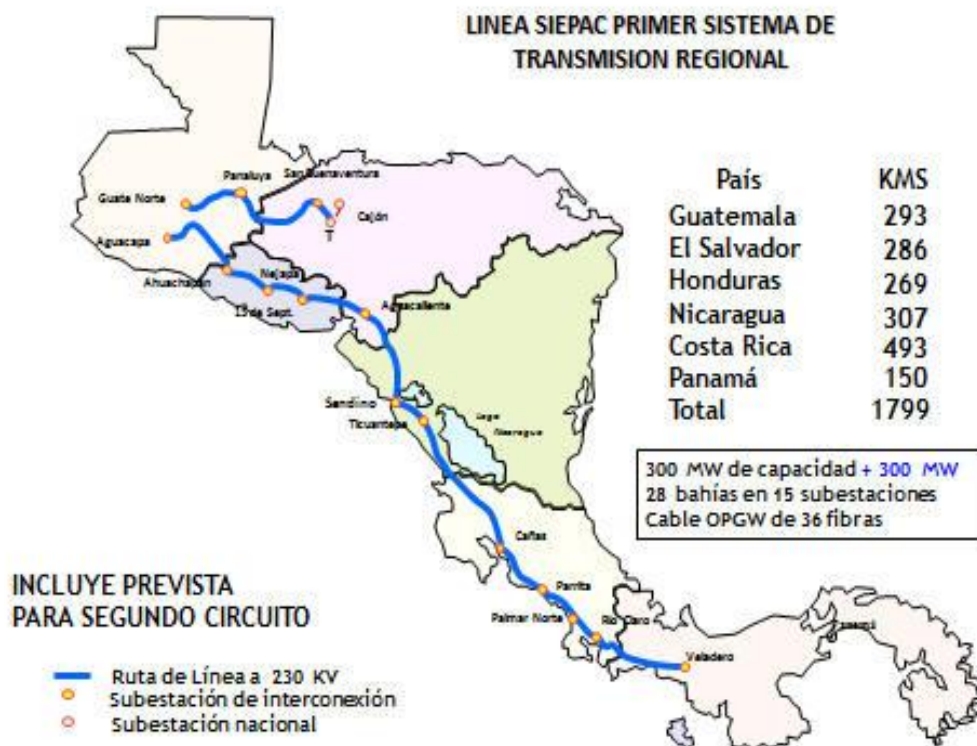 LINEA SIEPAC PRIMER SISTEMA DE
TRANSMISION REGIONAL
Panaluya
San Buenaventura
Guate Norte
Cajón
T
Aguacapa
Ahuachapán
Nejapa
15 de Sept.
Aguacaliente
Sandino
Ticuantepe
Lago
Nicaragua
Cañas
Parrita
Palmar Norte
Río Claro
Veladero
Panamá
País KMS
Guatemala 293
El Salvador 286
Honduras 269
Nicaragua 307
Costa Rica 493
Panamá 150
Total 1799
300 MW de capacidad + 300 MW
28 bahías en 15 subestaciones
Cable OPGW de 36 fibras
INCLUYE PREVISTA
PARA SEGUNDO CIRCUITO
Ruta de Línea a 230 KV
Subestación de interconexión
Subestación nacional